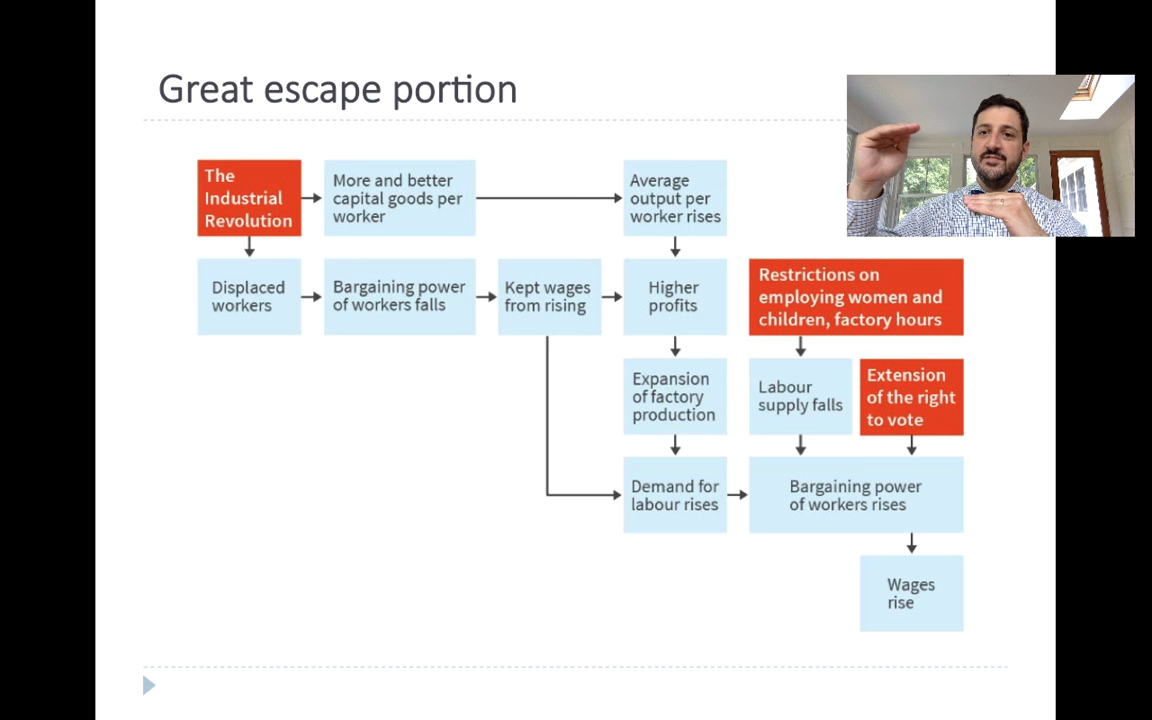 Great escape portion
The
Industrial
Revolution
More and better
capital goods per
worker
Average
output per
worker rises
Displaced
workers
Bargaining power
of workers falls
Kept wages
from rising
Higher
profits
Restrictions on
employing women and
children, factory hours
Expansion
of factory
production
Labour
supply falls
Extension
of the right
to vote
Demand for
labour rises
Bargaining power
of workers rises
Wages
rise